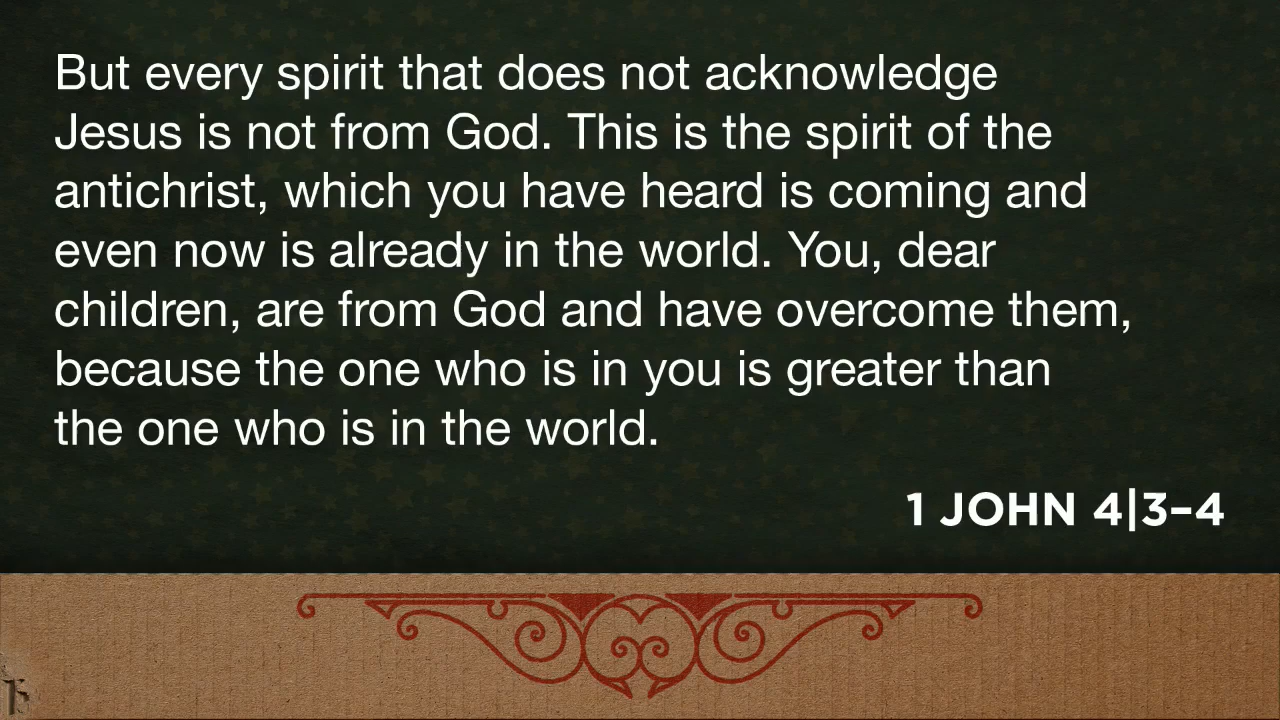 But every spirit that does not acknowledge
Jesus is not from God. This is the spirit of the
antichrist, which you have heard is coming and
even now is already in the world. You, dear
children, are from God and have overcome them,
because the one who is in you is greater than
the one who is in the world.
1 JOHN 4|3–4